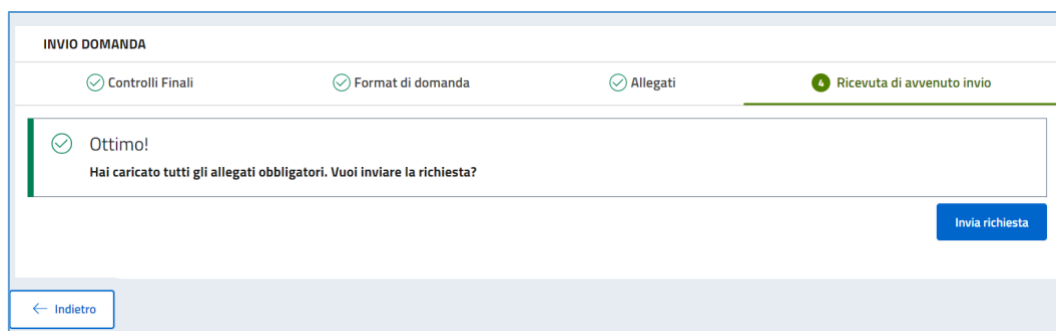 INVIO DOMANDA
Controlli Finali
Format di domanda
Allegati
4 Ricevuta di avvenuto invio
Ottimo!
Hai caricato tutti gli allegati obbligatori. Vuoi inviare la richiesta?
Invia richiesta
← Indietro